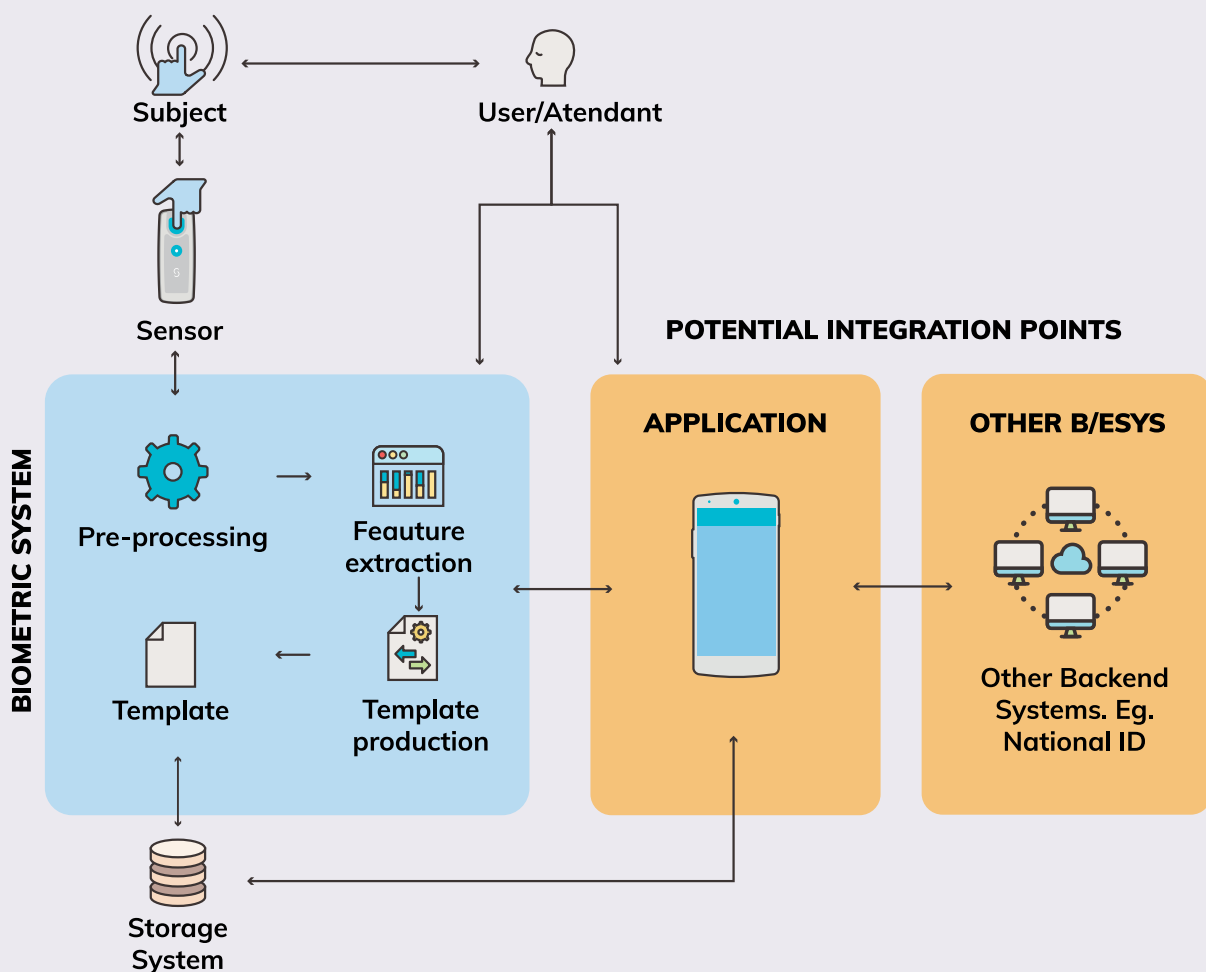 Subject
User/Atendant
Sensor
POTENTIAL INTEGRATION POINTS
BIOMETRIC SYSTEM
Pre-processing
Feauture
extraction
Template
Template
production
APPLICATION
OTHER B/ESYS
Other Backend
Systems. Eg.
National ID
Storage
System